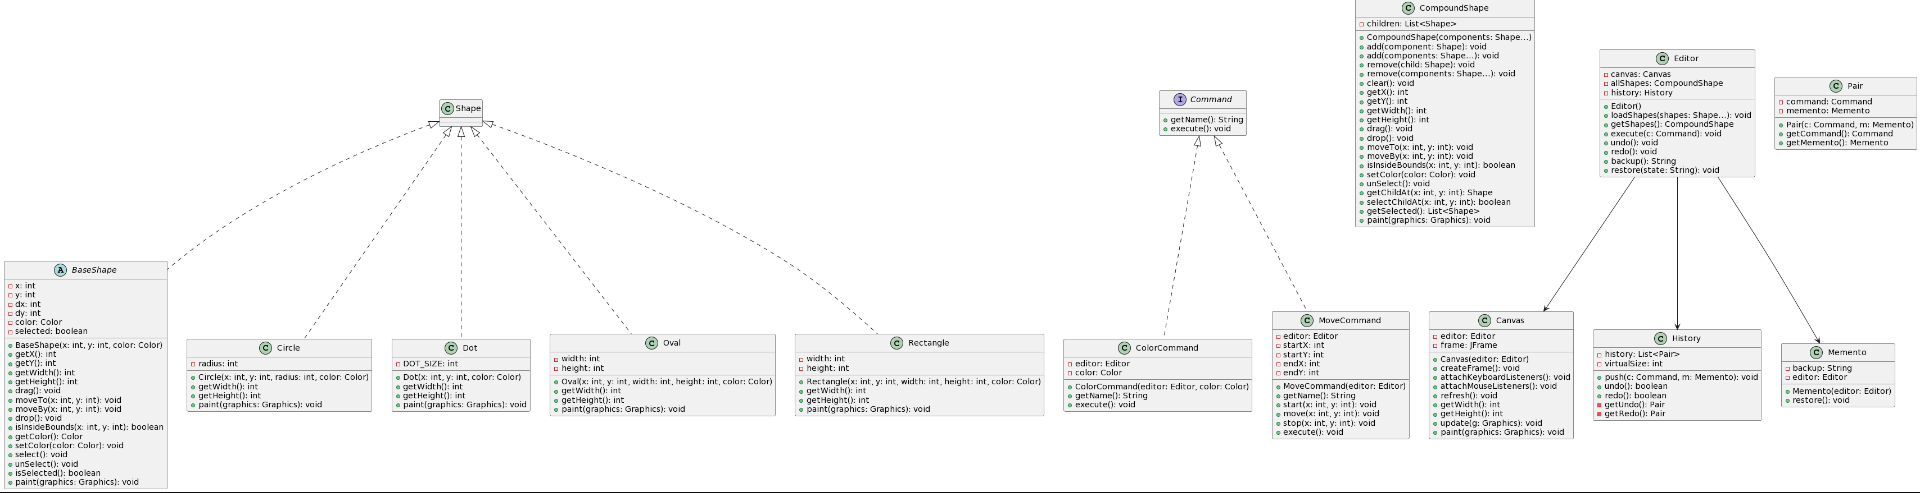 CompoundShape
children: List<Shape>
CompoundShape(components: Shape...)
add(component: Shape): void
add(components: Shape...): void
remove(child: Shape): void
remove(components: Shape...): void
clear(): void
getX(): int
getY(): int
getWidth(): int
getHeight(): int
drag(): void
drop(): void
moveTo(x: int, y: int): void
moveBy(x: int, y: int): void
isInsideBounds(x: int, y: int): boolean
setColor(color: Color): void
unSelect(): void
getChildAt(x: int, y: int): Shape
selectChildAt(x: int, y: int): boolean
getSelected(): List<Shape>
paint(graphics: Graphics): void
Editor
canvas: Canvas
allShapes: CompoundShape
history: History
Editor()
loadShapes(shapes: Shape...): void
getShapes(): CompoundShape
execute(c: Command): void
undo(): void
redo(): void
backup(): String
restore(state: String): void
Pair
command: Command
memento: Memento
Pair(c: Command, m: Memento)
getCommand(): Command
getMemento(): Memento
Shape
Command
getName(): String
execute(): void
BaseShape
x: int
y: int
dx: int
dy: int
color: Color
selected: boolean
BaseShape(x: int, y: int, color: Color)
getX(): int
getY(): int
getWidth(): int
getHeight(): int
drag(): void
moveTo(x: int, y: int): void
moveBy(x: int, y: int): void
drop(): void
isInsideBounds(x: int, y: int): boolean
getColor(): Color
setColor(color: Color): void
select(): void
unSelect(): void
isSelected(): boolean
paint(graphics: Graphics): void
Circle
radius: int
Circle(x: int, y: int, radius: int, color: Color)
getWidth(): int
getHeight(): int
paint(graphics: Graphics): void
Dot
DOT_SIZE: int
Dot(x: int, y: int, color: Color)
getWidth(): int
getHeight(): int
paint(graphics: Graphics): void
Oval
width: int
height: int
Oval(x: int, y: int, width: int, height: int, color: Color)
getWidth(): int
getHeight(): int
paint(graphics: Graphics): void
Rectangle
width: int
height: int
Rectangle(x: int, y: int, width: int, height: int, color: Color)
getWidth(): int
getHeight(): int
paint(graphics: Graphics): void
ColorCommand
editor: Editor
color: Color
ColorCommand(editor: Editor, color: Color)
getName(): String
execute(): void
MoveCommand
editor: Editor
startX: int
startY: int
endX: int
endY: int
MoveCommand(editor: Editor)
getName(): String
start(x: int, y: int): void
move(x: int, y: int): void
stop(x: int, y: int): void
execute(): void
Canvas
editor: Editor
frame: JFrame
Canvas(editor: Editor)
createFrame(): void
attachKeyboardListeners(): void
attachMouseListeners(): void
refresh(): void
getWidth(): int
getHeight(): int
update(g: Graphics): void
paint(graphics: Graphics): void
History
history: List<Pair>
virtualSize: int
push(c: Command, m: Memento): void
undo(): boolean
redo(): boolean
getUndo(): Pair
getRedo(): Pair
Memento
backup: String
editor: Editor
Memento(editor: Editor)
restore(): void